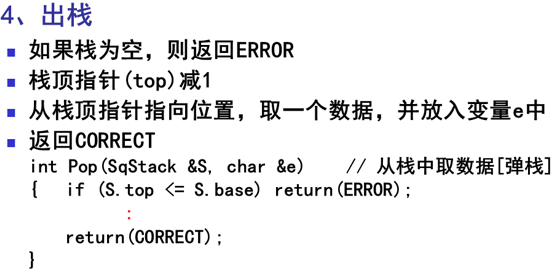 4、出栈
如果栈为空，则返回ERROR
栈顶指针(top)减1
从栈顶指针指向位置，取一个数据，并放入变量e中
返回CORRECT
int Pop(SqStack &S, char &e)    // 从栈中取数据[弹栈]
{  if (S.top <= S.base) return(ERROR);
:
return(CORRECT);
}